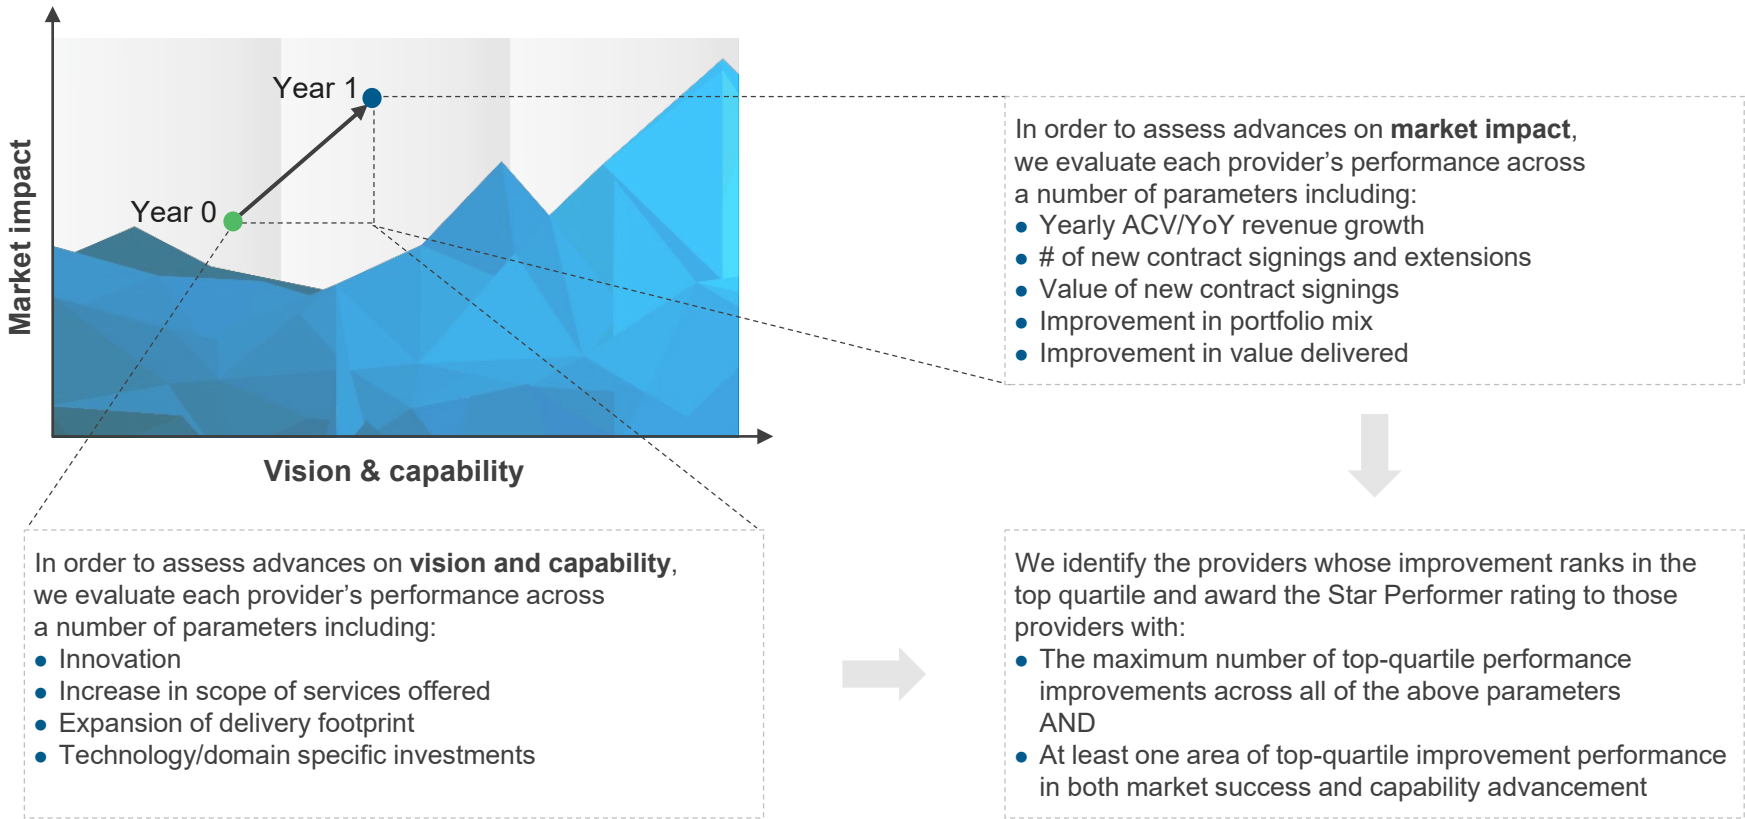 Market impact
Year 1
Year 0
Vision & capability
In order to assess advances on market impact,
we evaluate each provider’s performance across
a number of parameters including:
● Yearly ACV/YoY revenue growth
● # of new contract signings and extensions
● Value of new contract signings
● Improvement in portfolio mix
● Improvement in value delivered
In order to assess advances on vision and capability,
we evaluate each provider’s performance across
a number of parameters including:
● Innovation
● Increase in scope of services offered
● Expansion of delivery footprint
● Technology/domain specific investments
We identify the providers whose improvement ranks in the
top quartile and award the Star Performer rating to those
providers with:
● The maximum number of top-quartile performance
improvements across all of the above parameters
AND
● At least one area of top-quartile improvement performance
in both market success and capability advancement